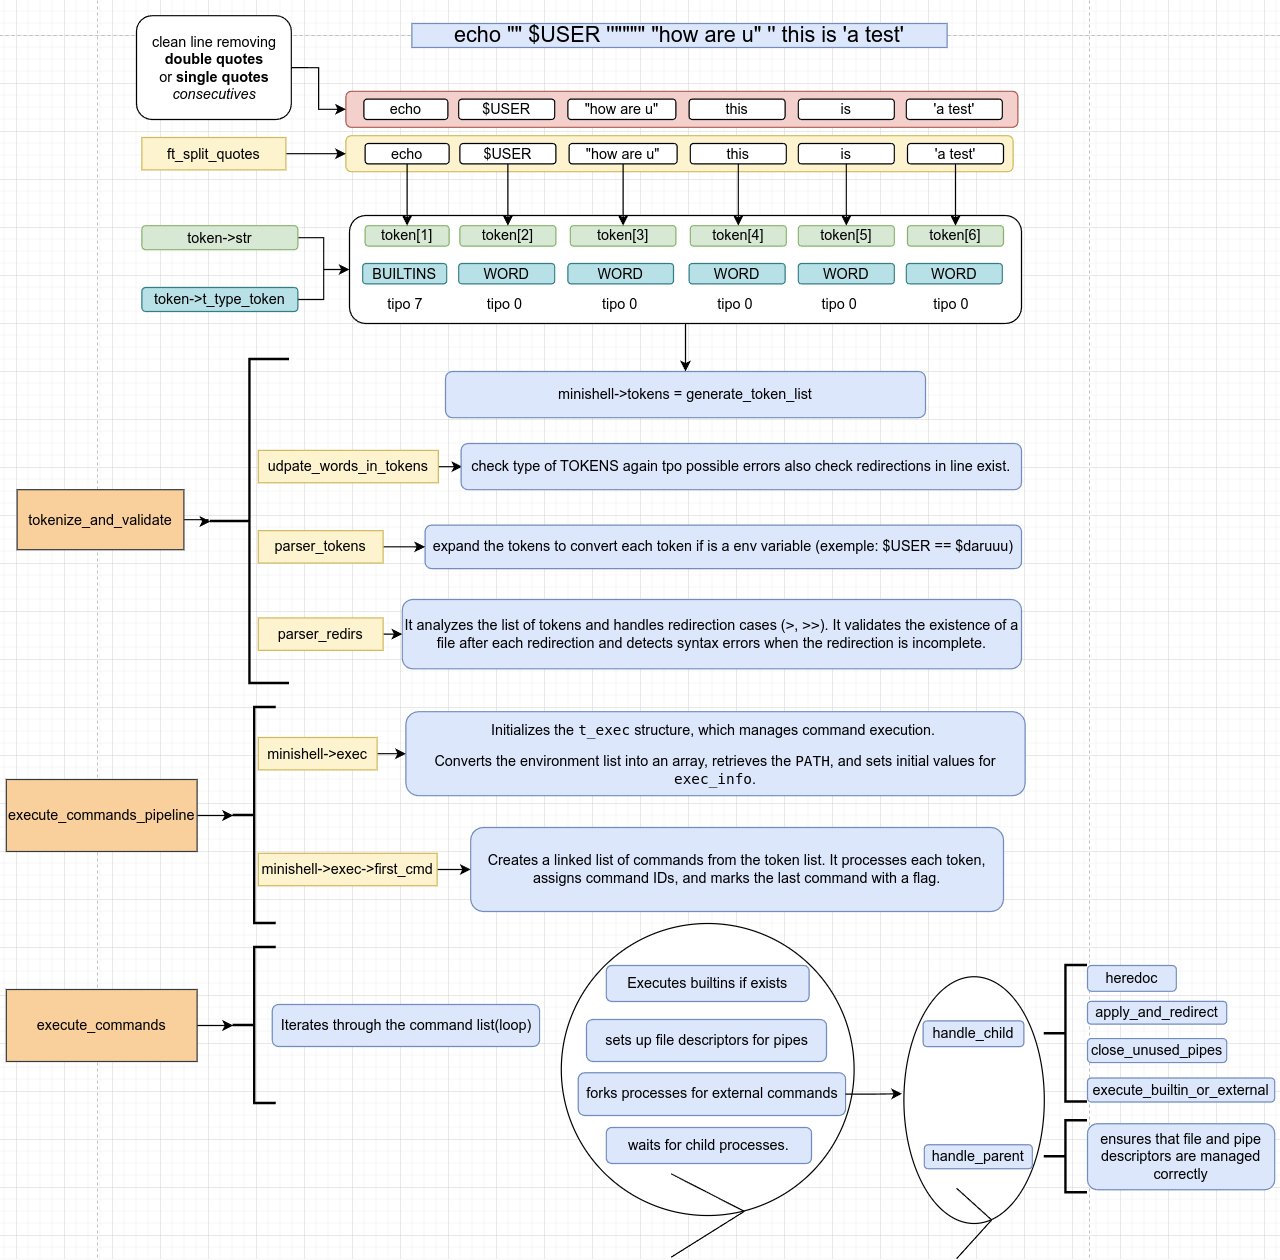 echo "" $USER '''''''''''' "how are u" '' this is 'a test'
clean line removing
double quotes
or single quotes
consecutives
echo
$USER
"how are u"
this
is
'a test'
ft_split_quotes
echo
$USER
"how are u"
this
is
'a test'
token->str
token->t_type_token
token[1]
token[2]
token[3]
token[4]
token[5]
token[6]
BUILTINS
WORD
WORD
WORD
WORD
WORD
tipo 7
tipo 0
tipo 0
tipo 0
tipo 0
tipo 0
minishell->tokens = generate_token_list
tokenize_and_validate
udpate_words_in_tokens
check type of TOKENS again tpo possible errors also check redirections in line exist.
parser_tokens
expand the tokens to convert each token if is a env variable (exemple: $USER == $daruuu)
parser_redirs
It analyzes the list of tokens and handles redirection cases (>, >>). It validates the existence of a
file after each redirection and detects syntax errors when the redirection is incomplete.
execute_commands_pipeline
minishell->exec
Initializes the t_exec structure, which manages command execution.
Converts the environment list into an array, retrieves the PATH, and sets initial values for
exec_info.
minishell->exec->first_cmd
Creates a linked list of commands from the token list. It processes each token,
assigns command IDs, and marks the last command with a flag.
execute_commands
Iterates through the command list(loop)
Executes builtins if exists
sets up file descriptors for pipes
forks processes for external commands
waits for child processes.
handle_child
heredoc
apply_and_redirect
close_unused_pipes
execute_builtin_or_external
handle_parent
ensures that file and pipe
descriptors are managed
correctly